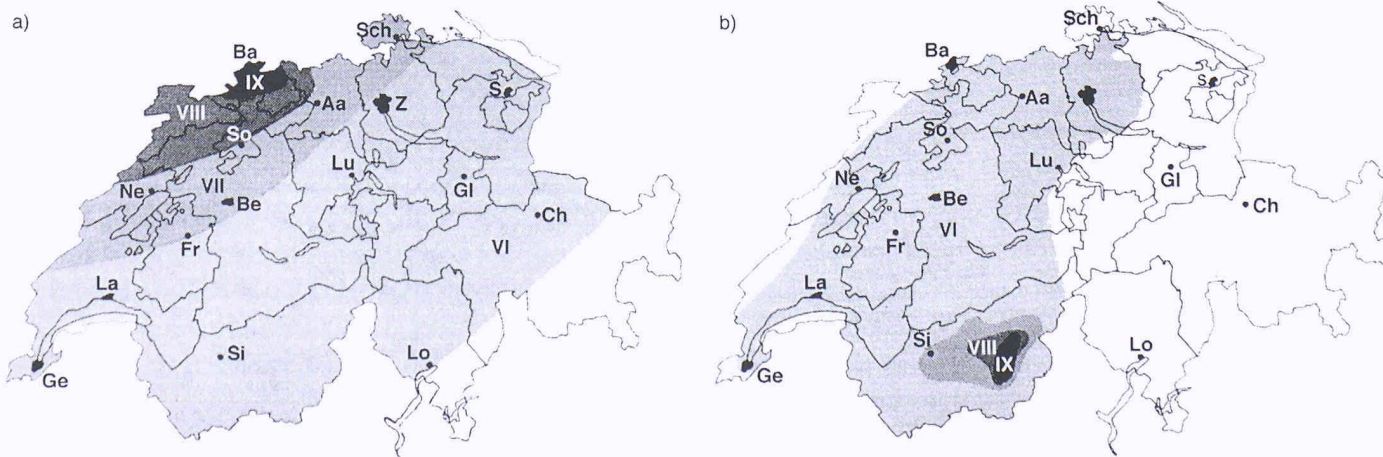 a)
Sch
Ba
IX
VIII
Aa
Z
S
So
Ne
VII
Lu
Gl
Be
Ch
Fr
VI
La
Si
Lo
Ge
b)
Sch
Ba
S
Aa
So
Lu
Gl
Ne
Be
Ch
Fr
VI
La
Si
VIII
IX
Lo
Ge